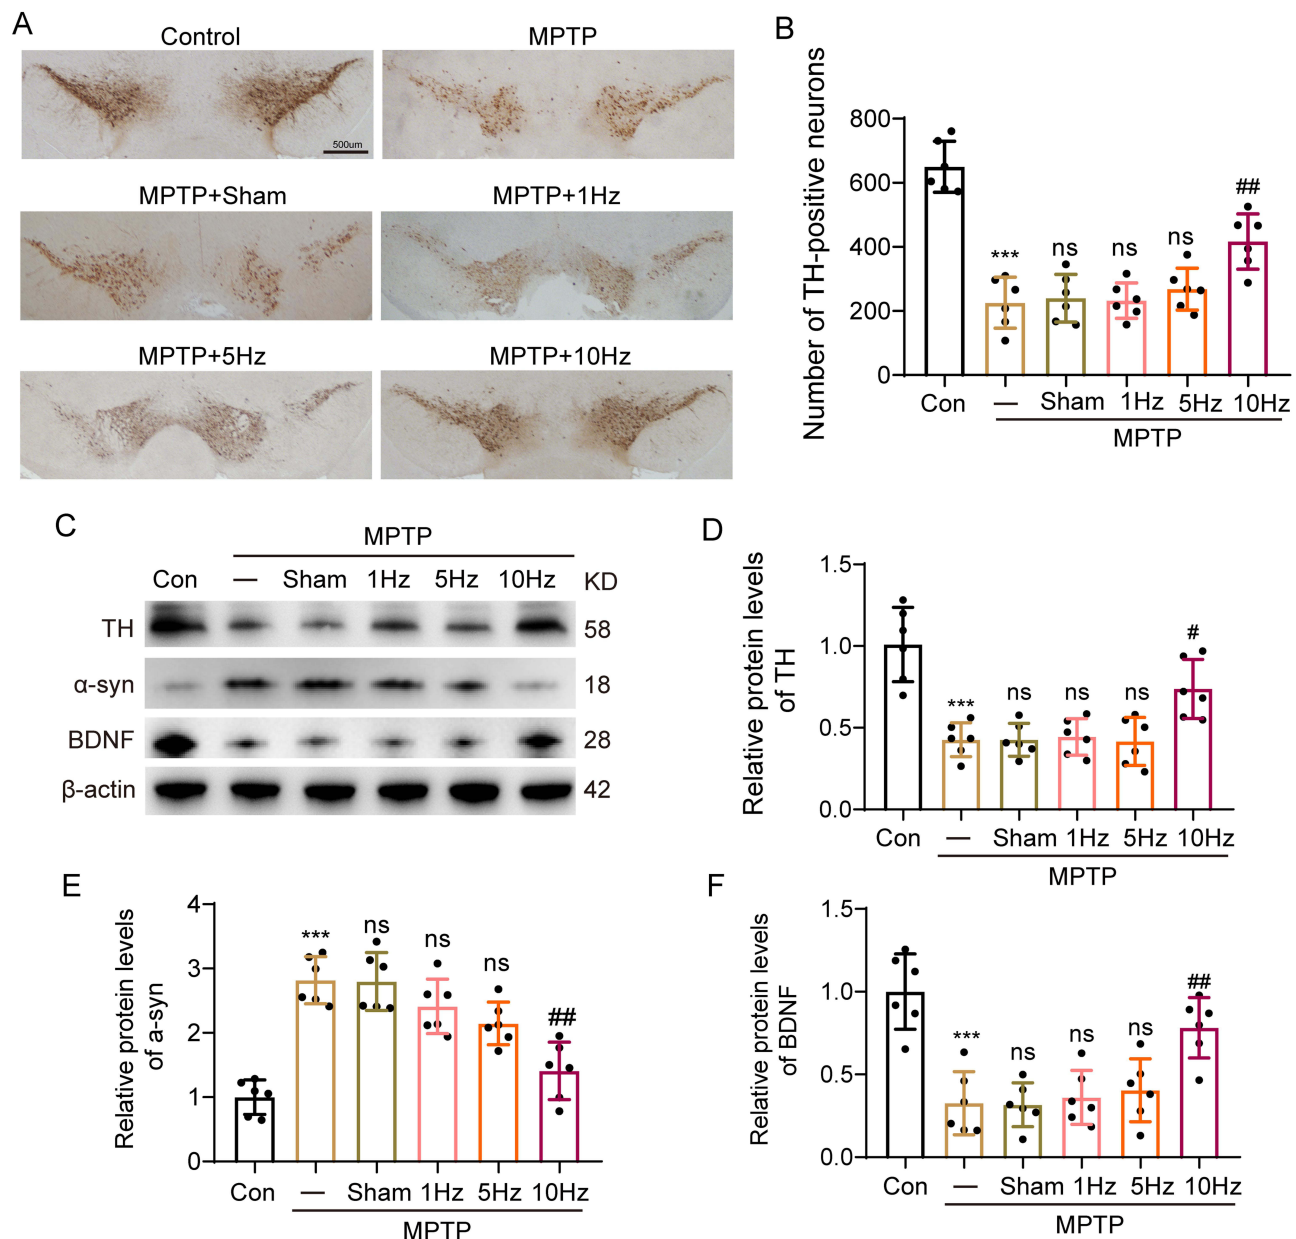 A
Control
MPTP
500um
MPTP+Sham
MPTP+1Hz
MPTP+5Hz
MPTP+10Hz
B
Number of TH-positive neurons
800
600
400
200
0
***
ns
ns
ns
##
Con
—
Sham
1Hz
5Hz
10Hz
MPTP
C
MPTP
Con
—
Sham
1Hz
5Hz
10Hz
KD
TH
58
α-syn
18
BDNF
28
β-actin
42
D
Relative protein levels
of TH
1.5
1.0
0.5
0.0
***
ns
ns
ns
#
Con
—
Sham
1Hz
5Hz
10Hz
MPTP
E
Relative protein levels
of a-syn
4
3
2
1
0
***
ns
ns
ns
##
Con
—
Sham
1Hz
5Hz
10Hz
MPTP
F
Relative protein levels
of BDNF
1.5
1.0
0.5
0.0
***
ns
ns
ns
##
Con
—
Sham
1Hz
5Hz
10Hz
MPTP